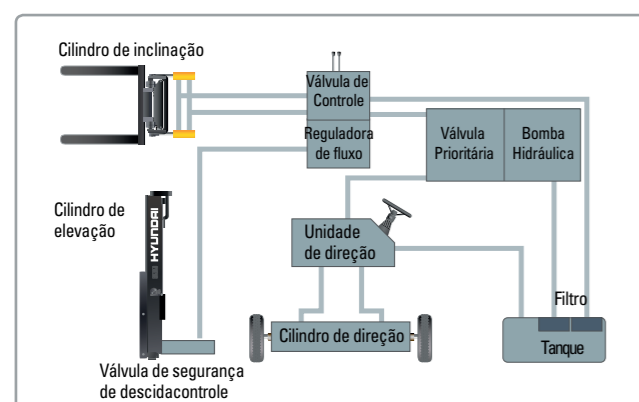 Cilindro de inclinação
Válvula de
Controle
Reguladora
de fluxo
Válvula
Prioritária
Bomba
Hidráulica
Cilindro de
elevação
HYUNDAI
Unidade
de direção
Filtro
Cilindro de direção
Tanque
Válvula de segurança
de descidacontrole